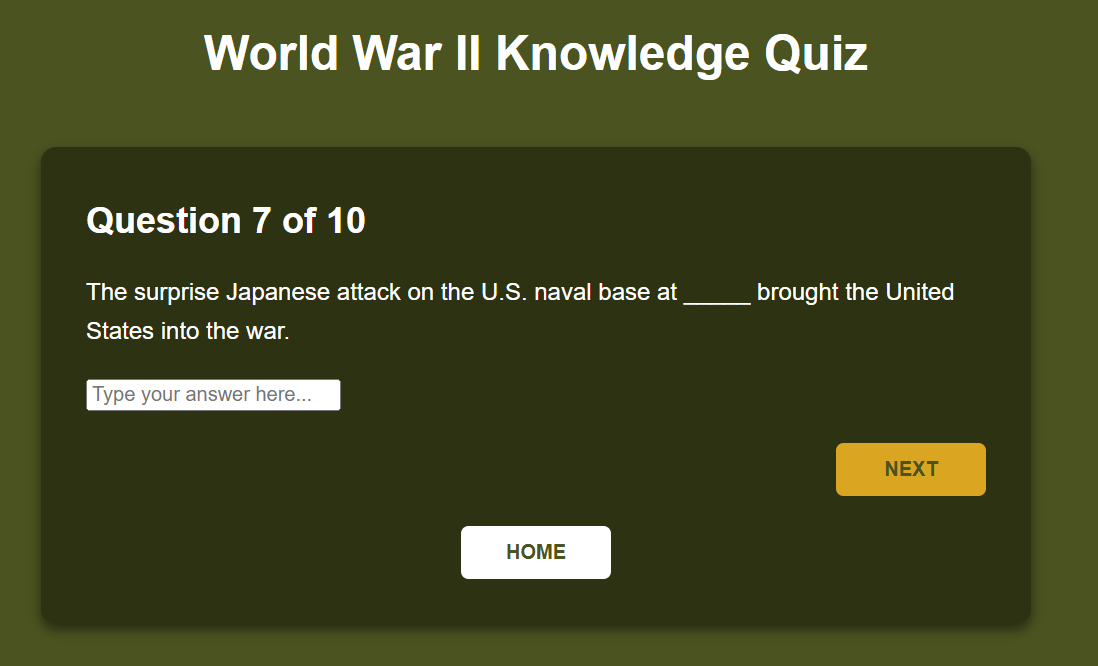 World War II Knowledge Quiz
Question 7 of 10
The surprise Japanese attack on the U.S. naval base at _____ brought the United
States into the war.
Type your answer here...
NEXT
HOME